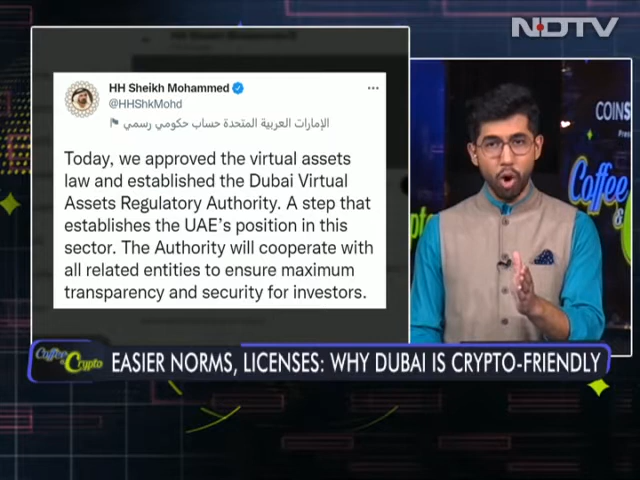 NDTV
HH Sheikh Mohammed
@HHShkMohd
الإمارات العربية المتحدة حساب حكومي رسمي
Today, we approved the virtual assets
law and established the Dubai Virtual
Assets Regulatory Authority. A step that
establishes the UAE's position in this
sector. The Authority will cooperate with
all related entities to ensure maximum
transparency and security for investors.
COINS
Pres
Coffee
Crypto
Coffee & Crypto
EASIER NORMS, LICENSES: WHY DUBAI IS CRYPTO-FRIENDLY